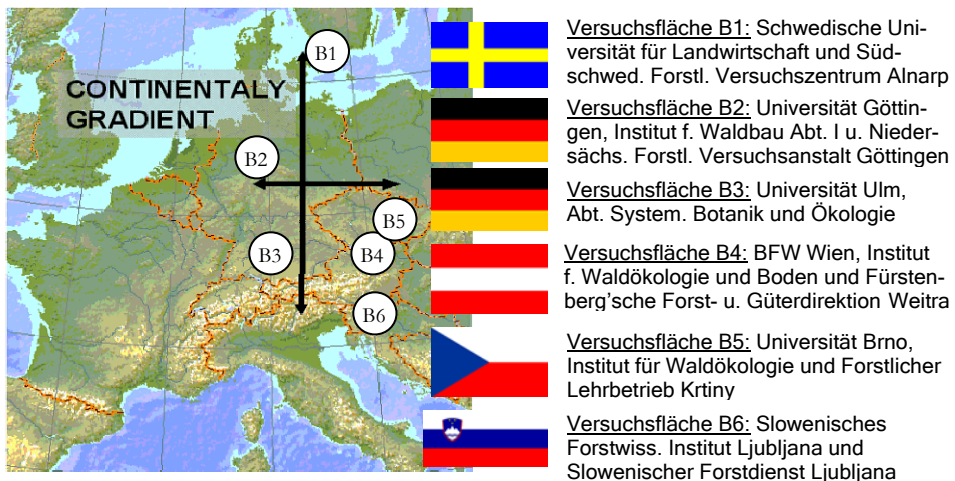 CONTINENTALY
GRADIENT
B1
B2
B5
B3
B4
B6
Versuchsfläche B1: Schwedische Uni-
versität für Landwirtschaft und Süd-
schwed. Forstl. Versuchszentrum Alnarp
Versuchsfläche B2: Universität Göttin-
gen, Institut f. Waldbau Abt. I u. Nieder-
sächs. Forstl. Versuchsanstalt Göttingen
Versuchsfläche B3: Universität Ulm,
Abt. System. Botanik und Ökologie
Versuchsfläche B4: BFW Wien, Institut
f. Waldökologie und Boden und Fürsten-
berg'sche Forst- u. Güterdirektion Weitra
Versuchsfläche B5: Universität Brno,
Institut für Waldökologie und Forstlicher
Lehrbetrieb Krtiny
Versuchsfläche B6: Slowenisches
Forstwiss. Institut Ljubljana und
Slowenischer Forstdienst Ljubljana